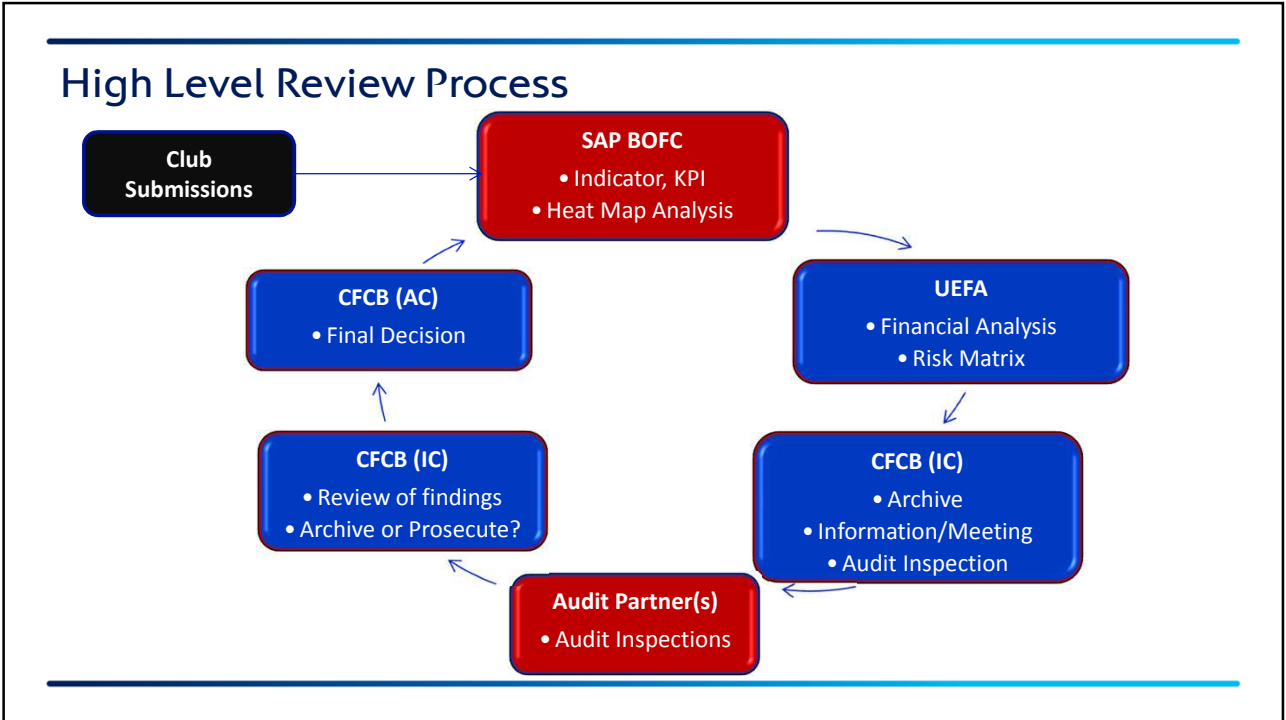 High Level Review Process
Club
Submissions
SAP BOFC
• Indicator, KPI
• Heat Map Analysis
UEFA
• Financial Analysis
• Risk Matrix
CFCB (IC)
• Archive
• Information/Meeting
• Audit Inspection
Audit Partner(s)
• Audit Inspections
CFCB (IC)
• Review of findings
• Archive or Prosecute?
CFCB (AC)
• Final Decision